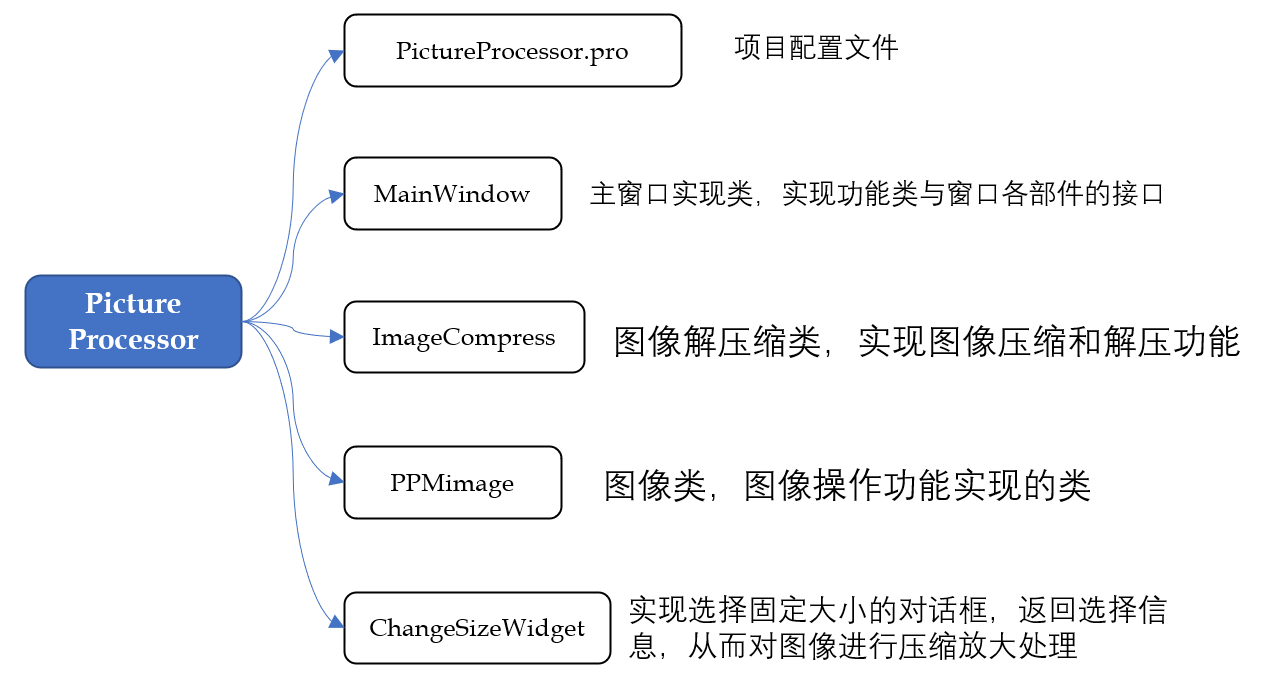 PictureProcessor.pro
项目配置文件
MainWindow
主窗口实现类，实现功能类与窗口各部件的接口
Picture
Processor
ImageCompress
图像解压缩类，实现图像压缩和解压功能
PPMimage
图像类，图像操作功能实现的类
ChangeSizeWidget
实现选择固定大小的对话框，返回选择信
息，从而对图像进行压缩放大处理